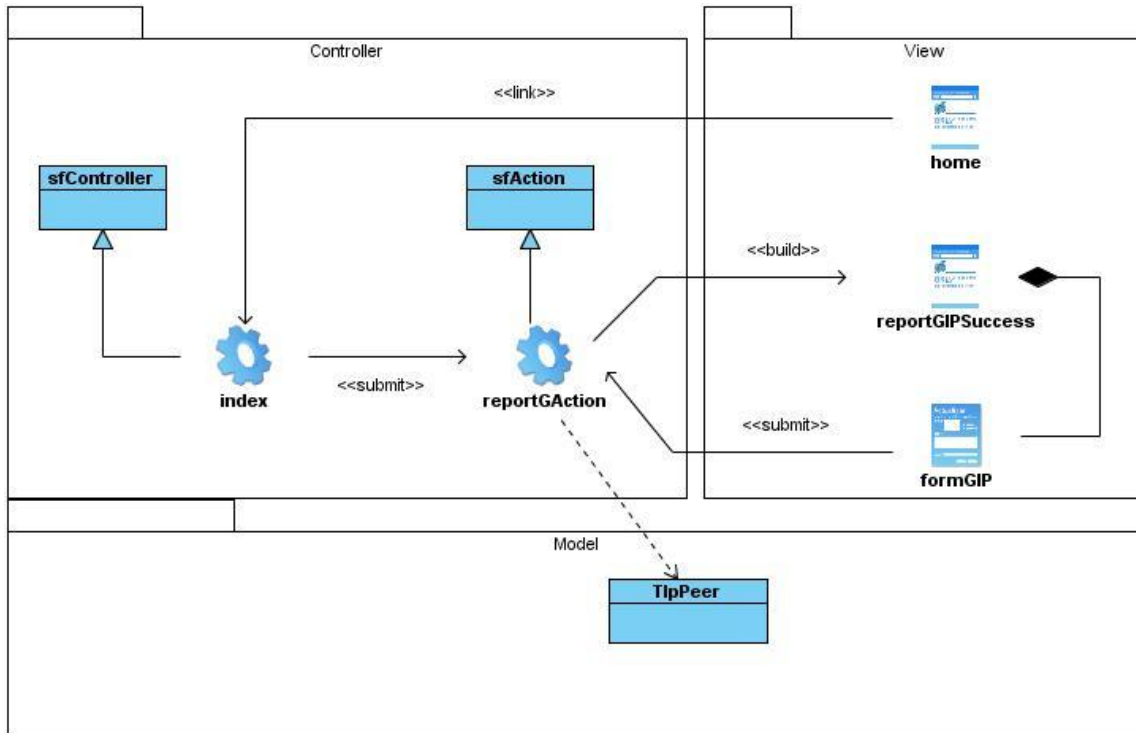 Controller
View
<<link>>
home
sfController
sfAction
<<build>>
reportGIPSuccess
index
<<submit>>
reportGAction
<<submit>>
formGIP
Model
TlpPeer